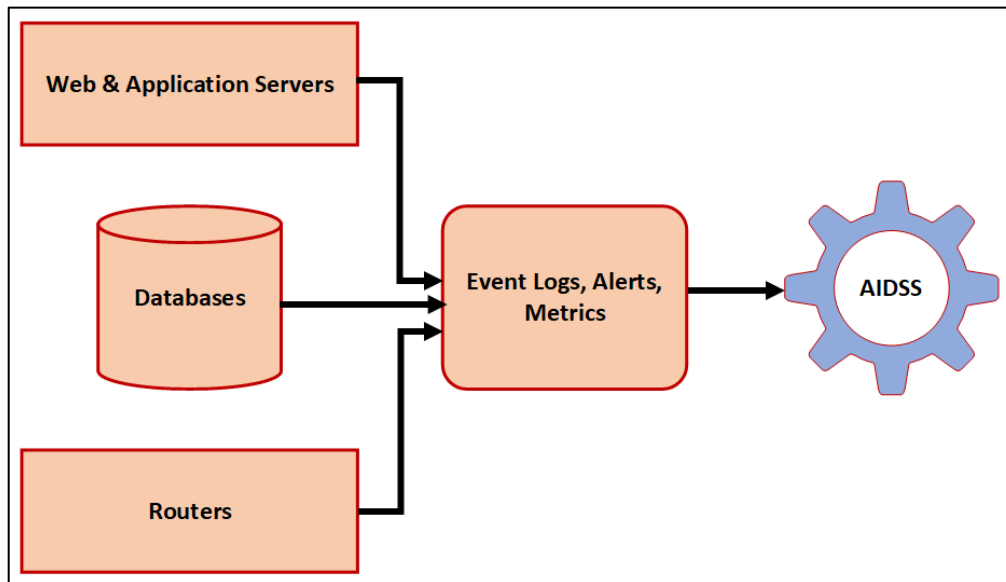 Web & Application Servers
Databases
Event Logs, Alerts,
Metrics
AIDSS
Routers